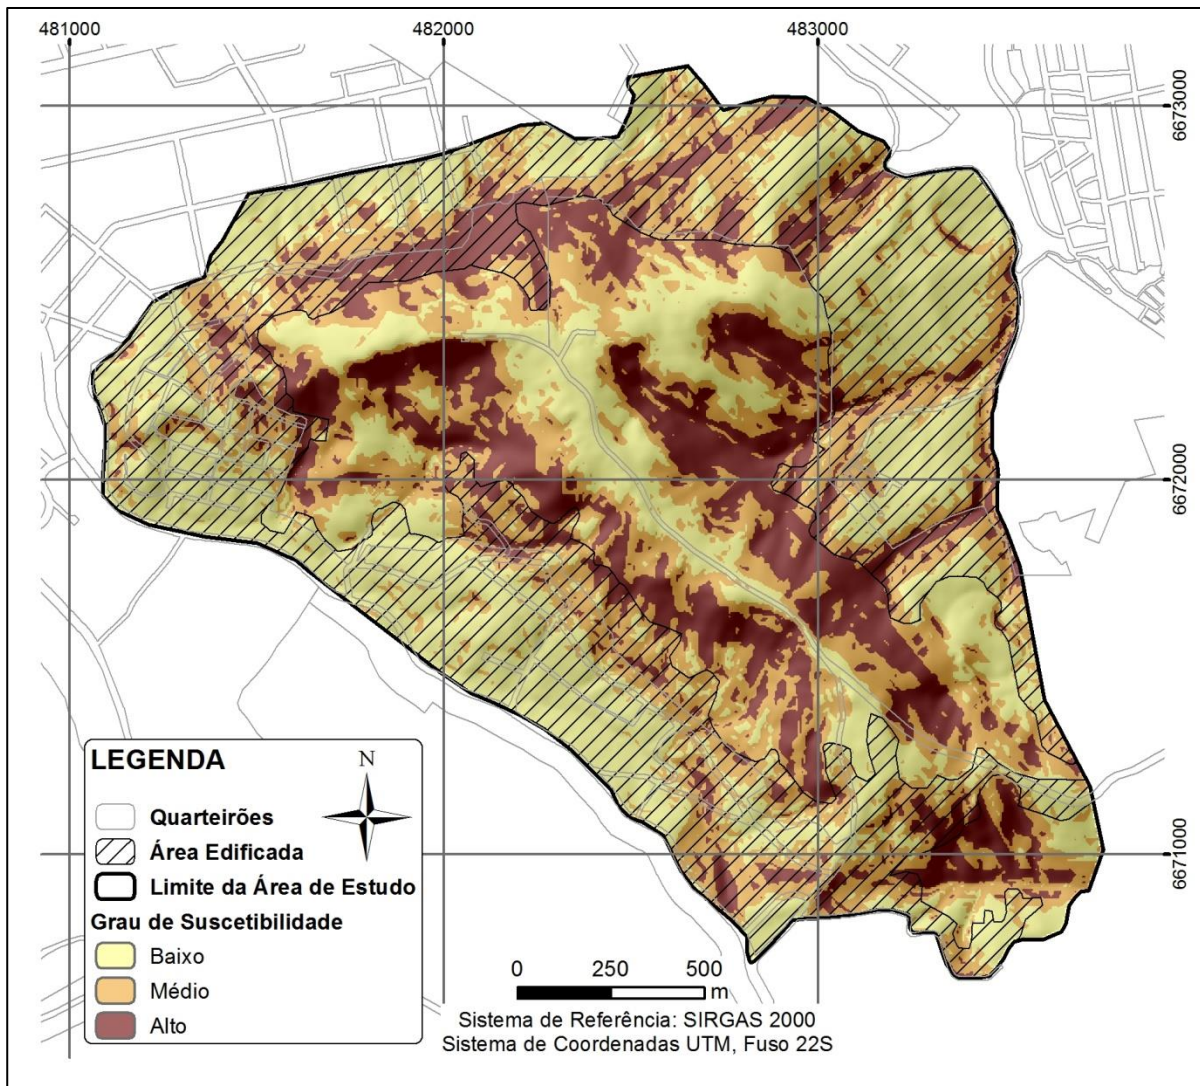 481000 482000 483000
6673000
6672000
6671000
LEGENDA
N
Quarteirões
Área Edificada
Limite da Área de Estudo
Grau de Suscetibilidade
Baixo
Médio
Alto
0 250 500
m
Sistema de Referência: SIRGAS 2000
Sistema de Coordenadas UTM, Fuso 22S